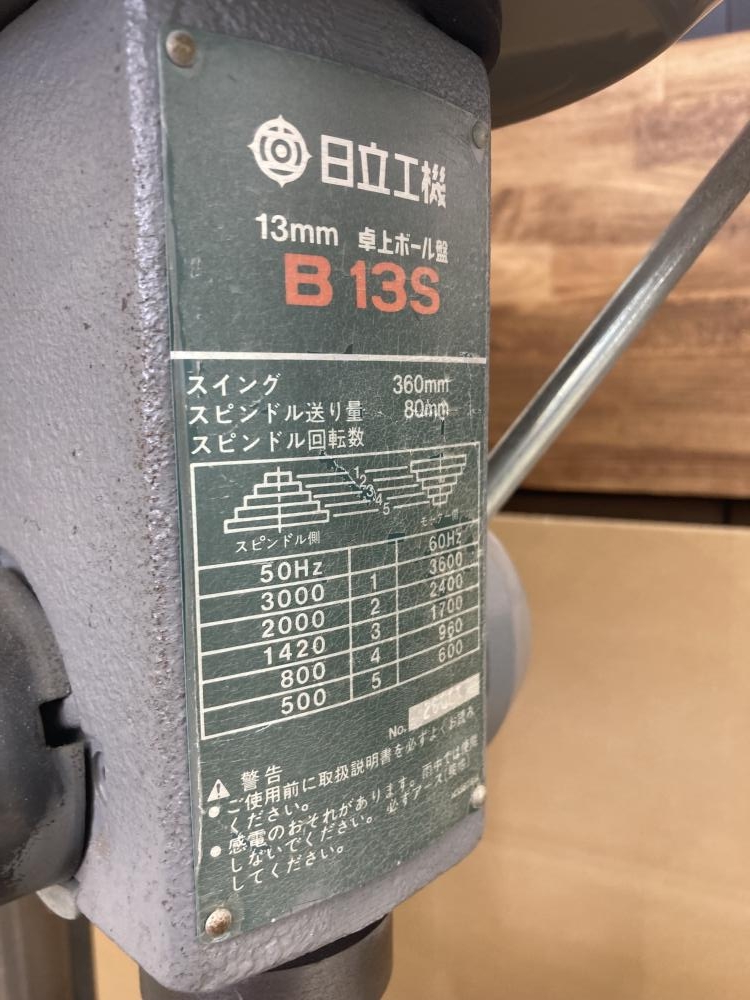 日立工機
13mm 卓上ボール盤
B 13S
スイング 360mm
スピンドル送り量 80mm
スピンドル回転数
1
2
3
4
5
スピンドル側 モーター側
50Hz 60Hz
3000 1 3600
2000 2 2400
1420 3 1700
800 4 960
500 5 600
No.
警告
●ご使用前に取扱説明書を必ずよくお読み
ください。
●感電のおそれがあります。雨中では使用
しないでください。必ずアース(接地)
してください。